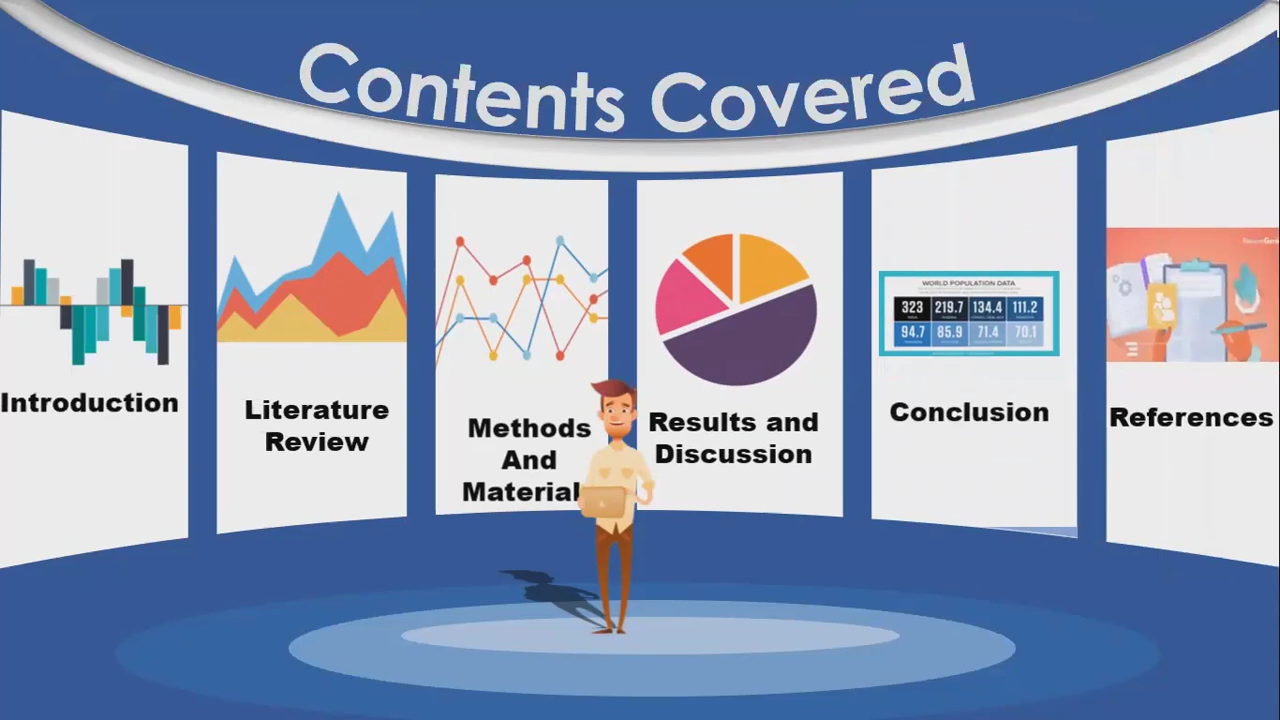 Contents Covered
Introduction
Literature
Review
Methods
And
Material
Results and
Discussion
WORLD POPULATION DATA
323 219.7 134.4 111.2
94.7 85.9 71.4 70.1
Conclusion
References